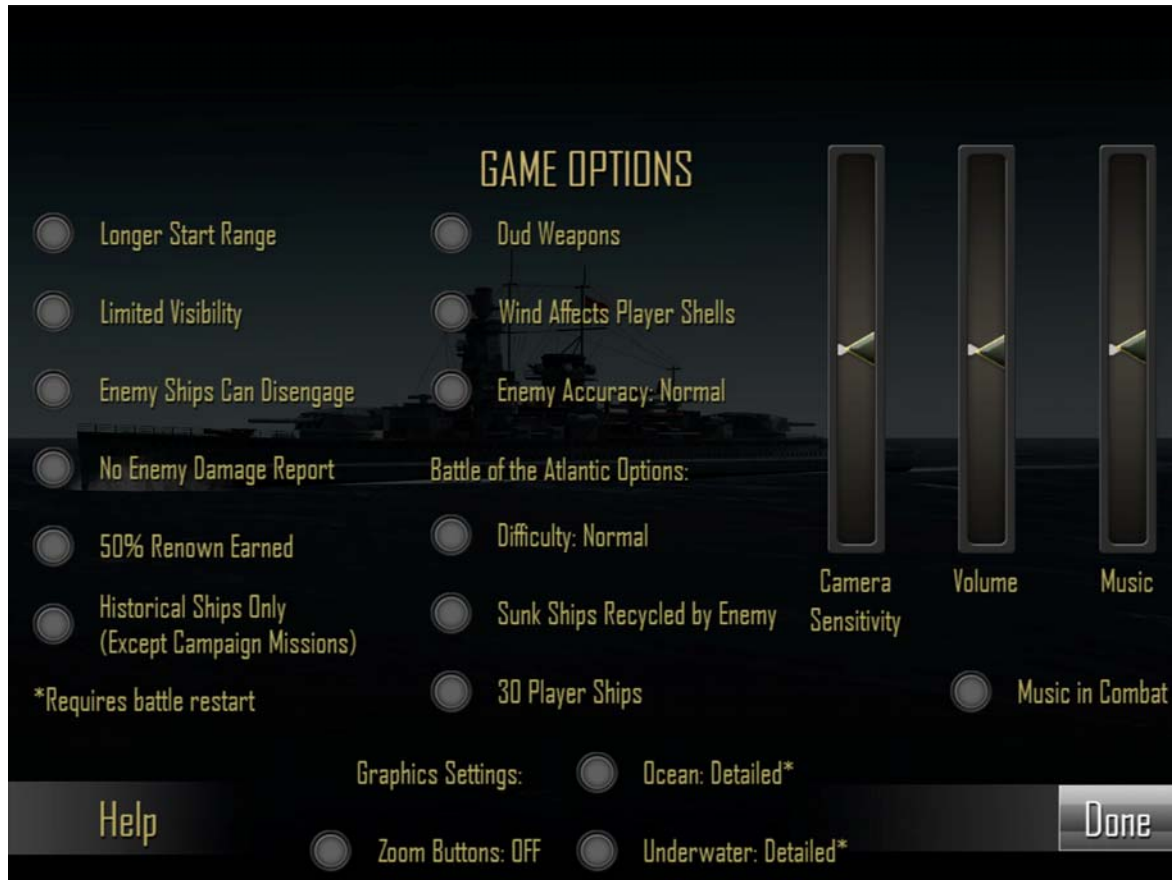 GAME OPTIONS
Longer Start Range
Limited Visibility
Enemy Ships Can Disengage
No Enemy Damage Report
50% Renown Earned
Historical Ships Only
(Except Campaign Missions)
*Requires battle restart
Dud Weapons
Wind Affects Player Shells
Enemy Accuracy: Normal
Battle of the Atlantic Options:
Difficulty: Normal
Sunk Ships Recycled by Enemy
30 Player Ships
Camera
Sensitivity
Volume
Music
Music in Combat
Graphics Settings:
Ocean: Detailed*
Zoom Buttons: OFF
Underwater: Detailed*
Help
Done